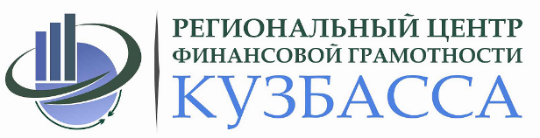 РЕГИОНАЛЬНЫЙ ЦЕНТР
ФИНАНСОВОЙ ГРАМОТНОСТИ
КУЗБАССА